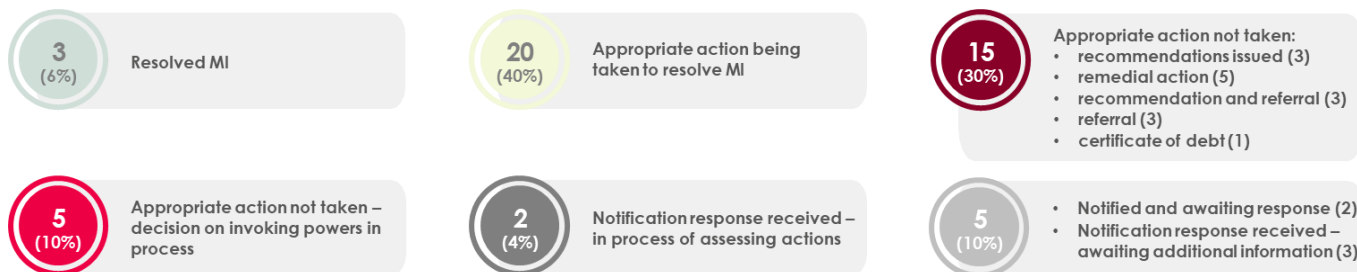 3
(6%)
Resolved MI
20
(40%)
Appropriate action being
taken to resolve MI
15
(30%)
Appropriate action not taken:
• recommendations issued (3)
• remedial action (5)
• recommendation and referral (3)
• referral (3)
• certificate of debt (1)
5
(10%)
Appropriate action not taken –
decision on invoking powers in
process
2
(4%)
Notification response received –
in process of assessing actions
5
(10%)
• Notified and awaiting response (2)
• Notification response received –
awaiting additional information (3)